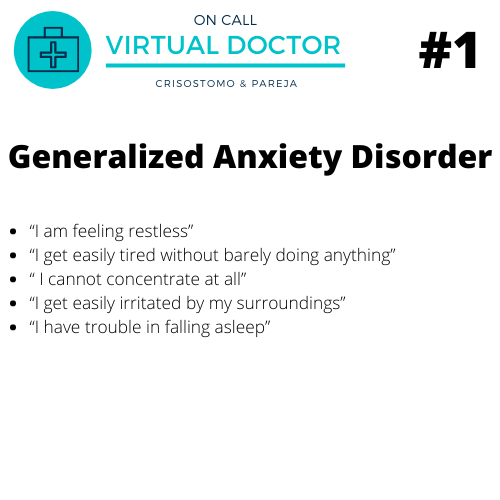 ON CALL
VIRTUAL DOCTOR
CRISOSTOMO & PAREJA
#1
Generalized Anxiety Disorder
• “I am feeling restless”
• “I get easily tired without barely doing anything”
• “ I cannot concentrate at all”
• “I get easily irritated by my surroundings”
• “I have trouble in falling asleep”